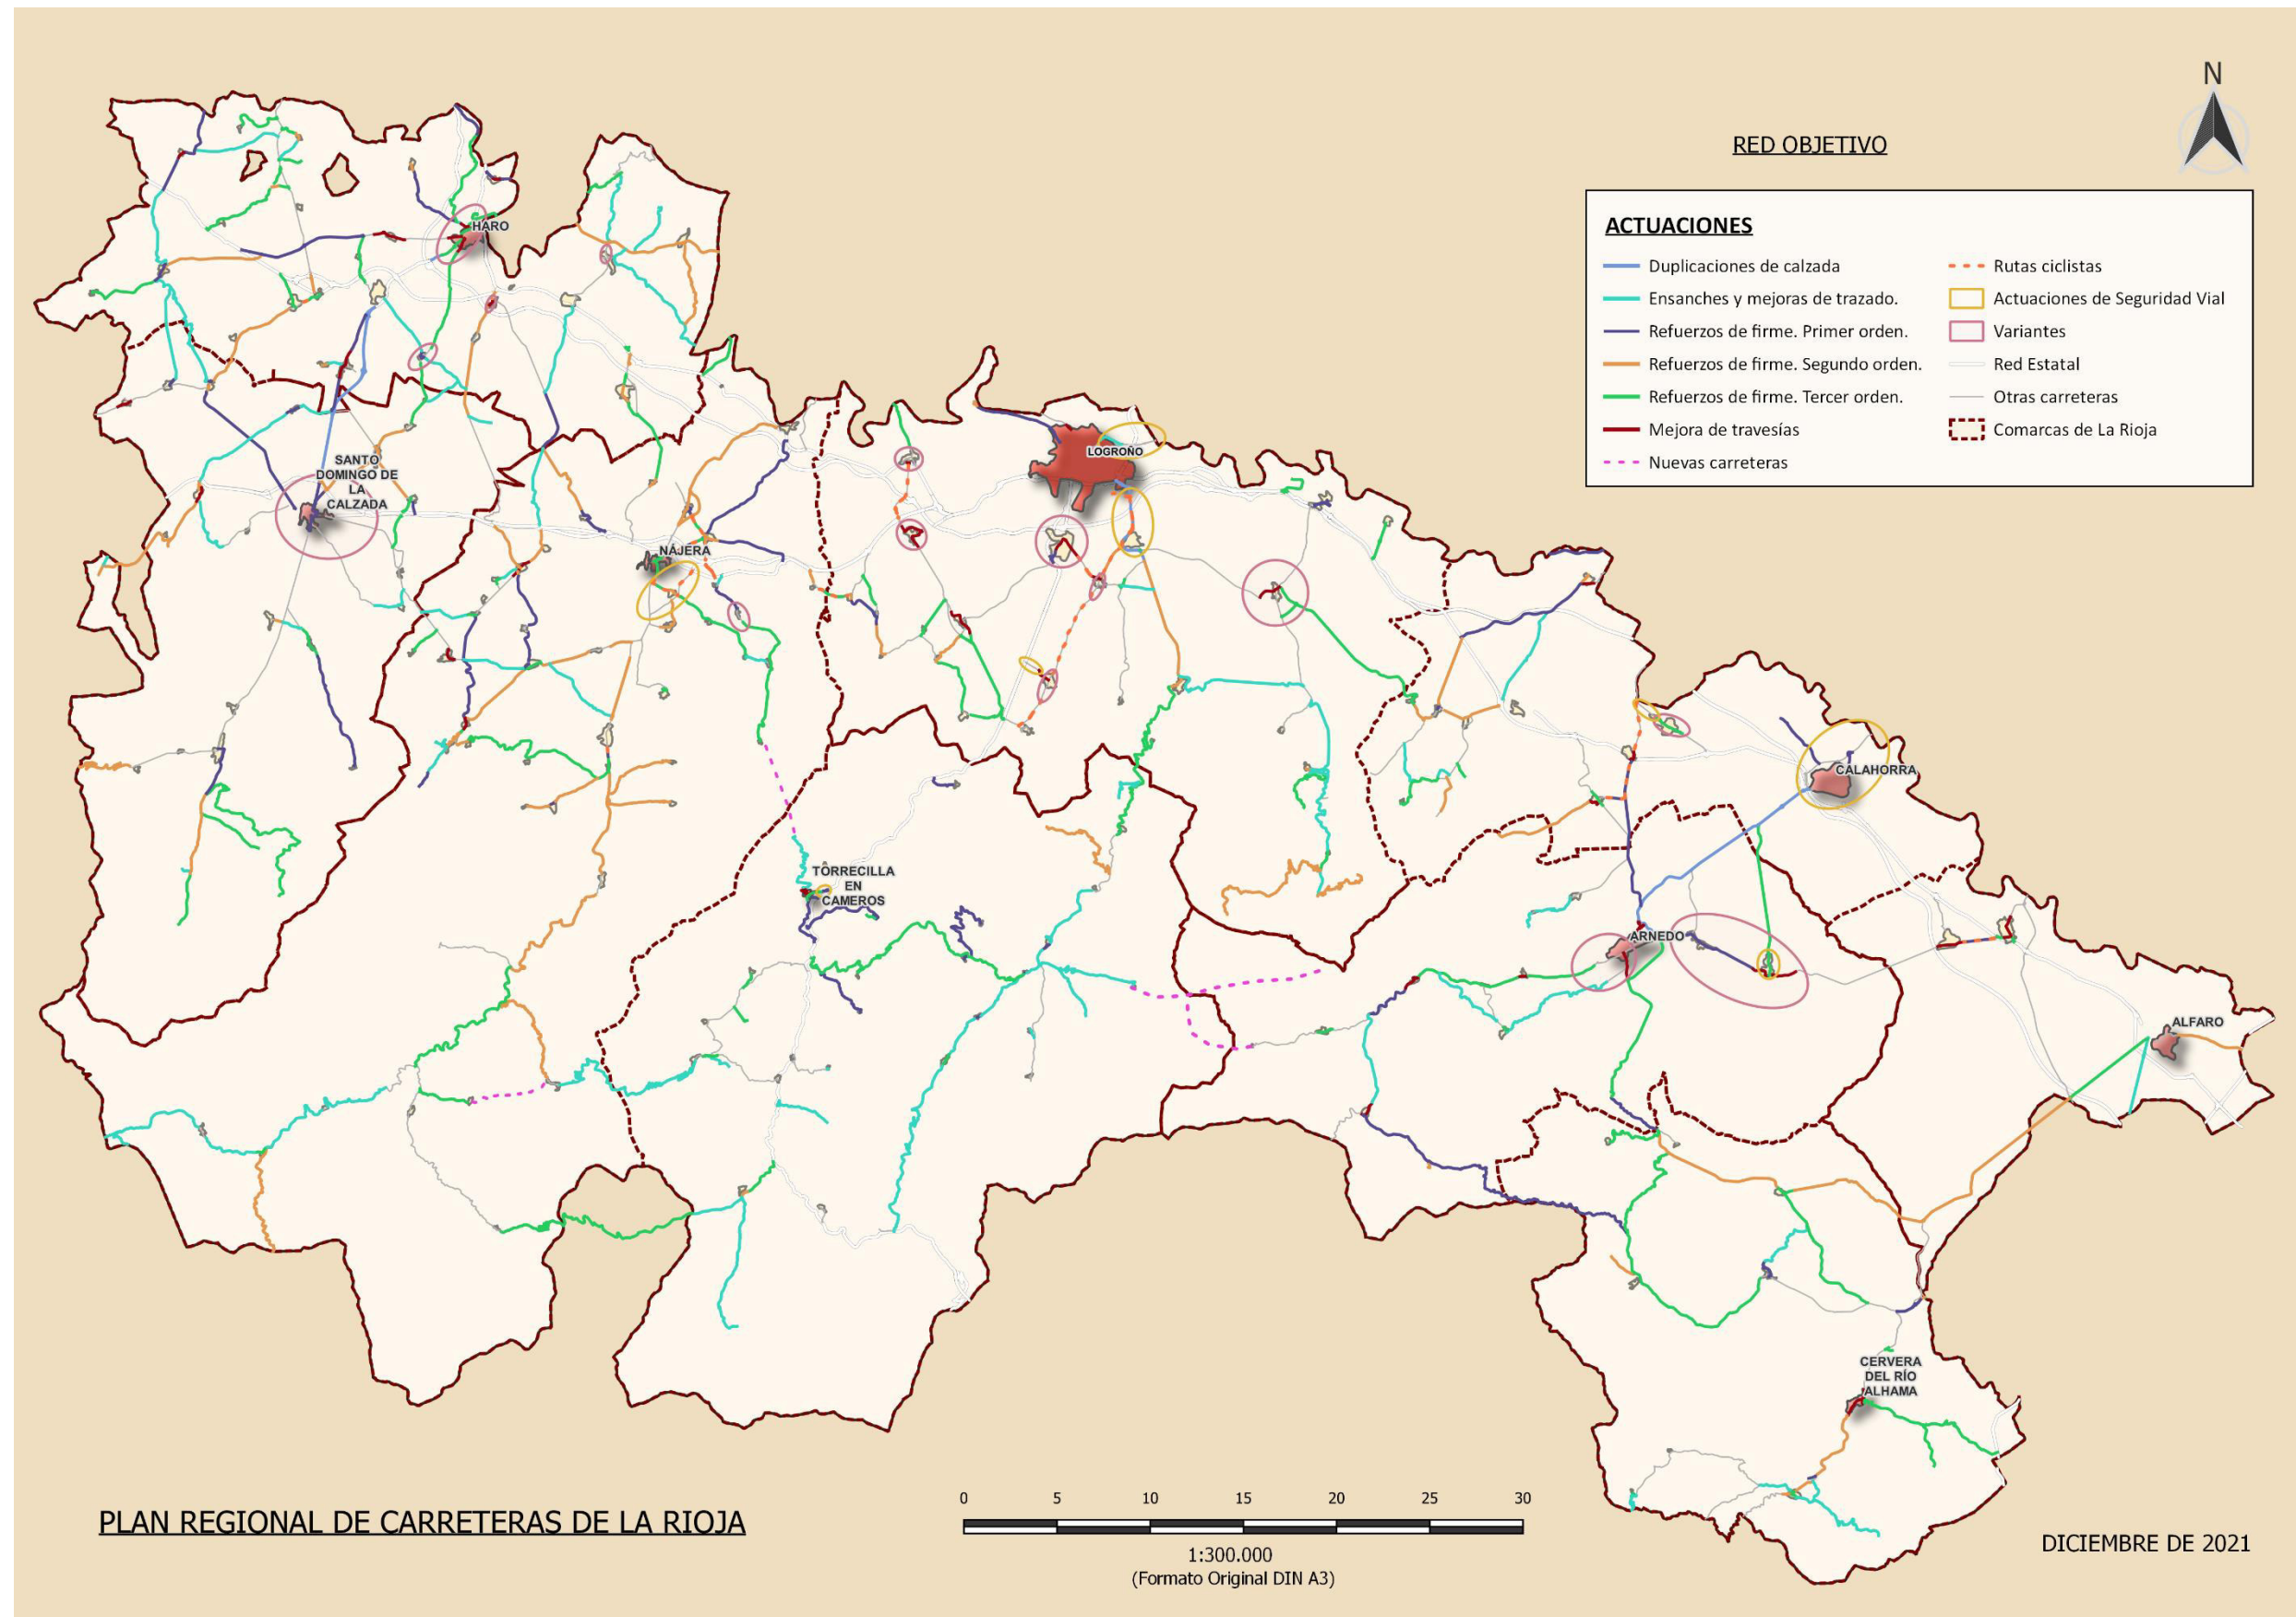 N
RED OBJETIVO
ACTUACIONES
Duplicaciones de calzada
Ensanches y mejoras de trazado.
Refuerzos de firme. Primer orden.
Refuerzos de firme. Segundo orden.
Refuerzos de firme. Tercer orden.
Mejora de travesías
Nuevas carreteras
Rutas ciclistas
Actuaciones de Seguridad Vial
Variantes
Red Estatal
Otras carreteras
Comarcas de La Rioja
HARO
LOGROÑO
SANTO
DOMINGO DE
LA
CALZADA
NÁJERA
CALAHORRA
TORRECILLA
EN
CAMEROS
ARNEDO
ALFARO
CERVERA
DEL RÍO
ALHAMA
PLAN REGIONAL DE CARRETERAS DE LA RIOJA
0 5 10 15 20 25 30
1:300.000
(Formato Original DIN A3)
DICIEMBRE DE 2021